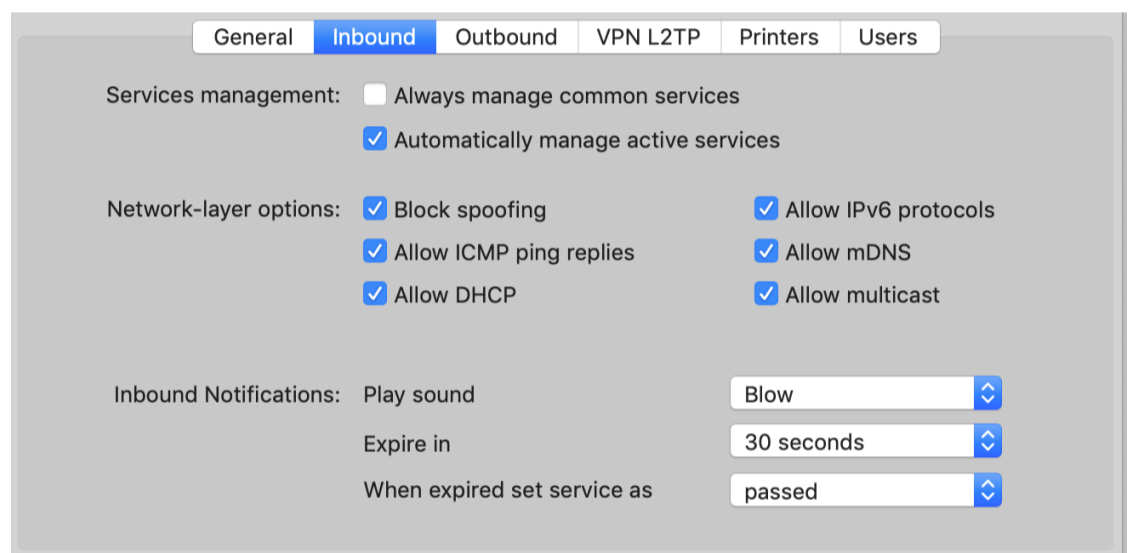 General Inbound Outbound VPN L2TP Printers Users
Services management: Always manage common services
Automatically manage active services
Network-layer options: Block spoofing Allow IPv6 protocols
Allow ICMP ping replies Allow mDNS
Allow DHCP Allow multicast
Inbound Notifications: Play sound Blow
Expire in 30 seconds
When expired set service as passed